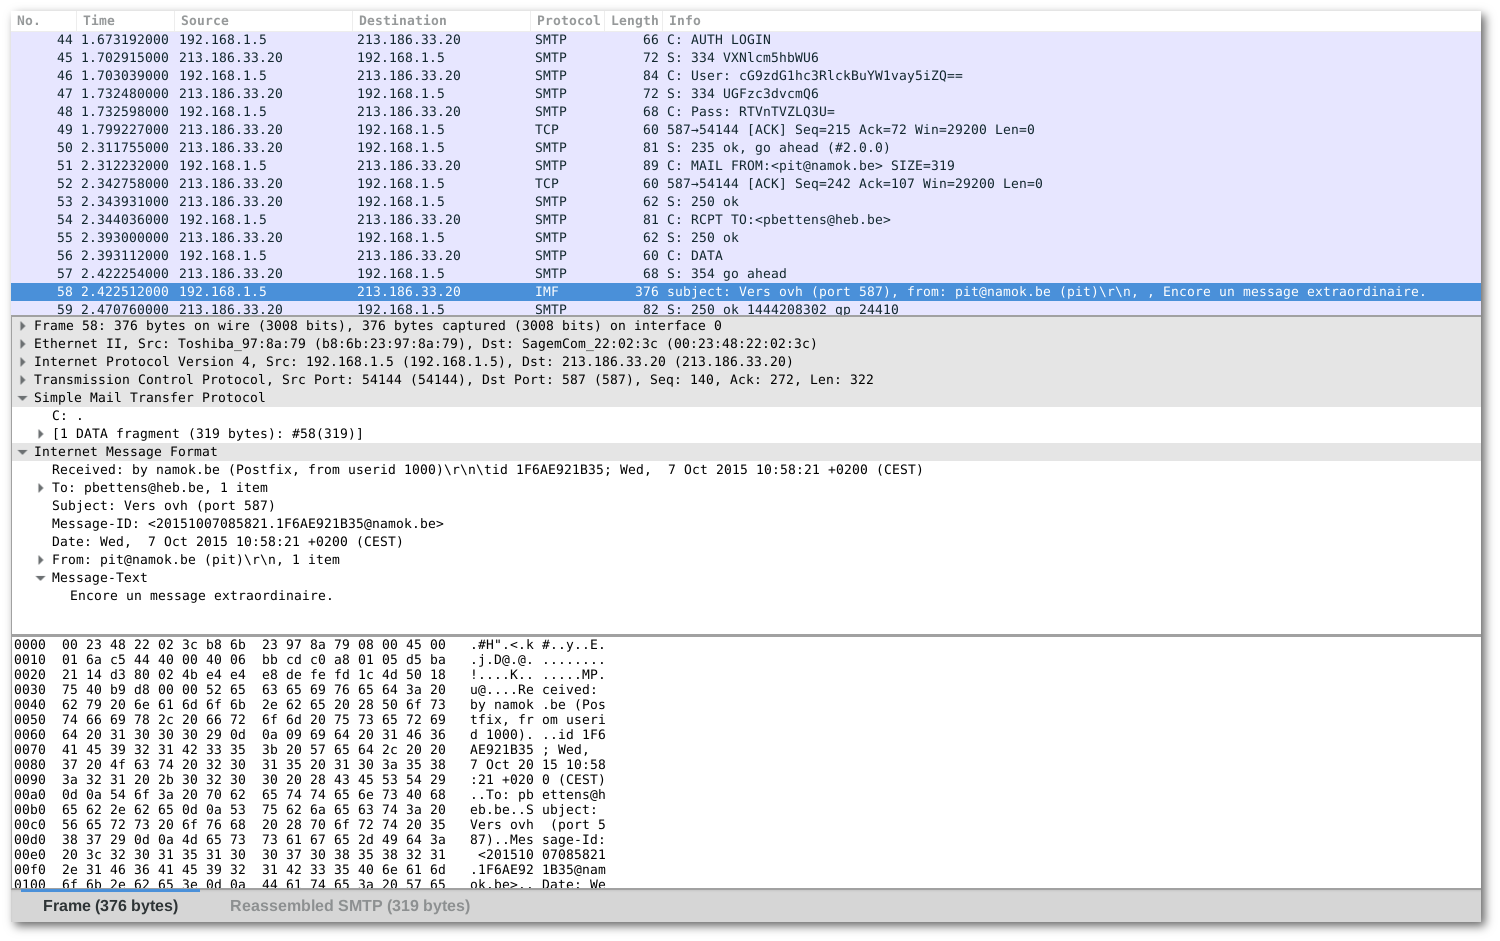 No. Time Source Destination Protocol Length Info
44 1.673192000 192.168.1.5 213.186.33.20 SMTP 66 C: AUTH LOGIN
45 1.702915000 213.186.33.20 192.168.1.5 SMTP 72 S: 334 VXNlcm5hbWU6
46 1.703039000 192.168.1.5 213.186.33.20 SMTP 84 C: User: cG9zdG1hc3RlckBuYW1vay5iZQ==
47 1.732480000 213.186.33.20 192.168.1.5 SMTP 72 S: 334 UGFzc3dvcmQ6
48 1.732598000 192.168.1.5 213.186.33.20 SMTP 68 C: Pass: RTVnTVZLQ3U=
49 1.799227000 213.186.33.20 192.168.1.5 TCP 60 587→54144 [ACK] Seq=215 Ack=72 Win=29200 Len=0
50 2.311755000 213.186.33.20 192.168.1.5 SMTP 81 S: 235 ok, go ahead (#2.0.0)
51 2.312232000 192.168.1.5 213.186.33.20 SMTP 89 C: MAIL FROM:<pit@namok.be> SIZE=319
52 2.342758000 213.186.33.20 192.168.1.5 TCP 60 587→54144 [ACK] Seq=242 Ack=107 Win=29200 Len=0
53 2.343931000 213.186.33.20 192.168.1.5 SMTP 62 S: 250 ok
54 2.344036000 192.168.1.5 213.186.33.20 SMTP 81 C: RCPT TO:<pbettens@heb.be>
55 2.393000000 213.186.33.20 192.168.1.5 SMTP 62 S: 250 ok
56 2.393112000 192.168.1.5 213.186.33.20 SMTP 60 C: DATA
57 2.422254000 213.186.33.20 192.168.1.5 SMTP 68 S: 354 go ahead
58 2.422512000 192.168.1.5 213.186.33.20 IMF 376 subject: Vers ovh (port 587), from: pit@namok.be (pit)\r\n, , Encore un message extraordinaire.
59 2.470760000 213.186.33.20 192.168.1.5 SMTP 82 S: 250 ok 1444208302 qp 24410
Frame 58: 376 bytes on wire (3008 bits), 376 bytes captured (3008 bits) on interface 0
Ethernet II, Src: Toshiba_97:8a:79 (b8:6b:23:97:8a:79), Dst: SagemCom_22:02:3c (00:23:48:22:02:3c)
Internet Protocol Version 4, Src: 192.168.1.5 (192.168.1.5), Dst: 213.186.33.20 (213.186.33.20)
Transmission Control Protocol, Src Port: 54144 (54144), Dst Port: 587 (587), Seq: 140, Ack: 272, Len: 322
Simple Mail Transfer Protocol
C: .
[1 DATA fragment (319 bytes): #58(319)]
Internet Message Format
Received: by namok.be (Postfix, from userid 1000)\r\n\tid 1F6AE921B35; Wed,  7 Oct 2015 10:58:21 +0200 (CEST)
To: pbettens@heb.be, 1 item
Subject: Vers ovh (port 587)
Message-ID: <20151007085821.1F6AE921B35@namok.be>
Date: Wed,  7 Oct 2015 10:58:21 +0200 (CEST)
From: pit@namok.be (pit)\r\n, 1 item
Message-Text
Encore un message extraordinaire.
0000 00 23 48 22 02 3c b8 6b 23 97 8a 79 08 00 45 00 .#H".<.k #..y..E.
0010 01 6a c5 44 40 00 40 06 bb cd c0 a8 01 05 d5 ba .j.D@.@. ........
0020 21 14 d3 80 02 4b e4 e4 e8 de fe fd 1c 4d 50 18 !....K.. .....MP.
0030 75 40 b9 d8 00 00 52 65 63 65 69 76 65 64 3a 20 u@....Re ceived:
0040 62 79 20 6e 61 6d 6f 6b 2e 62 65 20 28 50 6f 73 by namok .be (Pos
0050 74 66 69 78 2c 20 66 72 6f 6d 20 75 73 65 72 69 tfix, fr om useri
0060 64 20 31 30 30 30 29 0d 0a 09 69 64 20 31 46 36 d 1000). ..id 1F6
0070 41 45 39 32 31 42 33 35 3b 20 57 65 64 2c 20 20 AE921B35 ; Wed,
0080 37 20 4f 63 74 20 32 30 31 35 20 31 30 3a 35 38 7 Oct 20 15 10:58
0090 3a 32 31 20 2b 30 32 30 30 20 28 43 45 53 54 29 :21 +020 0 (CEST)
00a0 0d 0a 54 6f 3a 20 70 62 65 74 74 65 6e 73 40 68 ..To: pb ettens@h
00b0 65 62 2e 62 65 0d 0a 53 75 62 6a 65 63 74 3a 20 eb.be..S ubject:
00c0 56 65 72 73 20 6f 76 68 20 28 70 6f 72 74 20 35 Vers ovh (port 5
00d0 38 37 29 0d 0a 4d 65 73 73 61 67 65 2d 49 64 3a 87)..Mes sage-Id:
00e0 20 3c 32 30 31 35 31 30 30 37 30 38 35 38 32 31 <201510 07085821
00f0 2e 31 46 36 41 45 39 32 31 42 33 35 40 6e 61 6d .1F6AE92 1B35@nam
0100 6f 6b 2e 62 65 3e 0d 0a 44 61 74 65 3a 20 57 65 ok.be>.. Date: We
Frame (376 bytes) Reassembled SMTP (319 bytes)